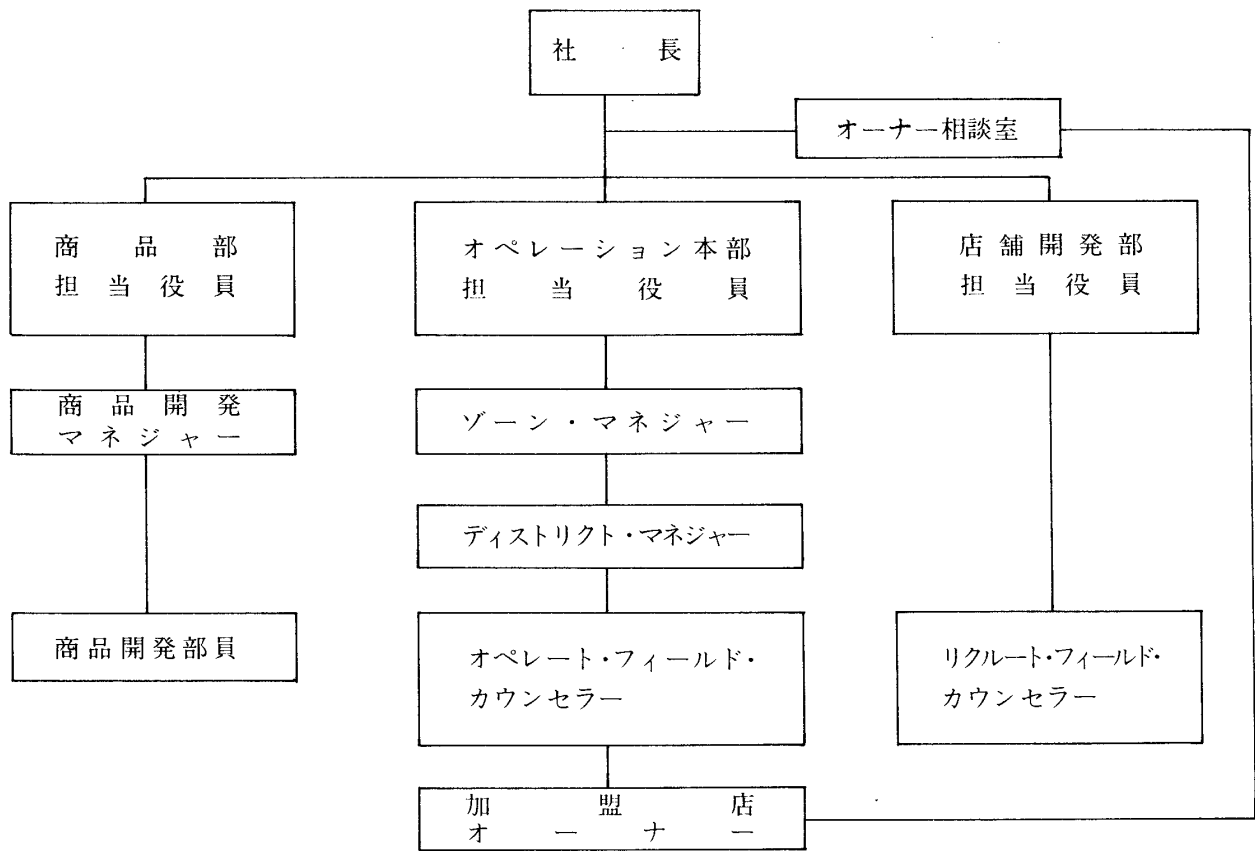 社長
オーナー相談室
商品部
担当役員
オペレーション本部
担当役員
店舗開発部
担当役員
商品開発
マネジャー
ゾーン・マネジャー
ディストリクト・マネジャー
商品開発部員
オペレート・フィールド・
カウンセラー
リクルート・フィールド・
カウンセラー
加盟店
オーナー